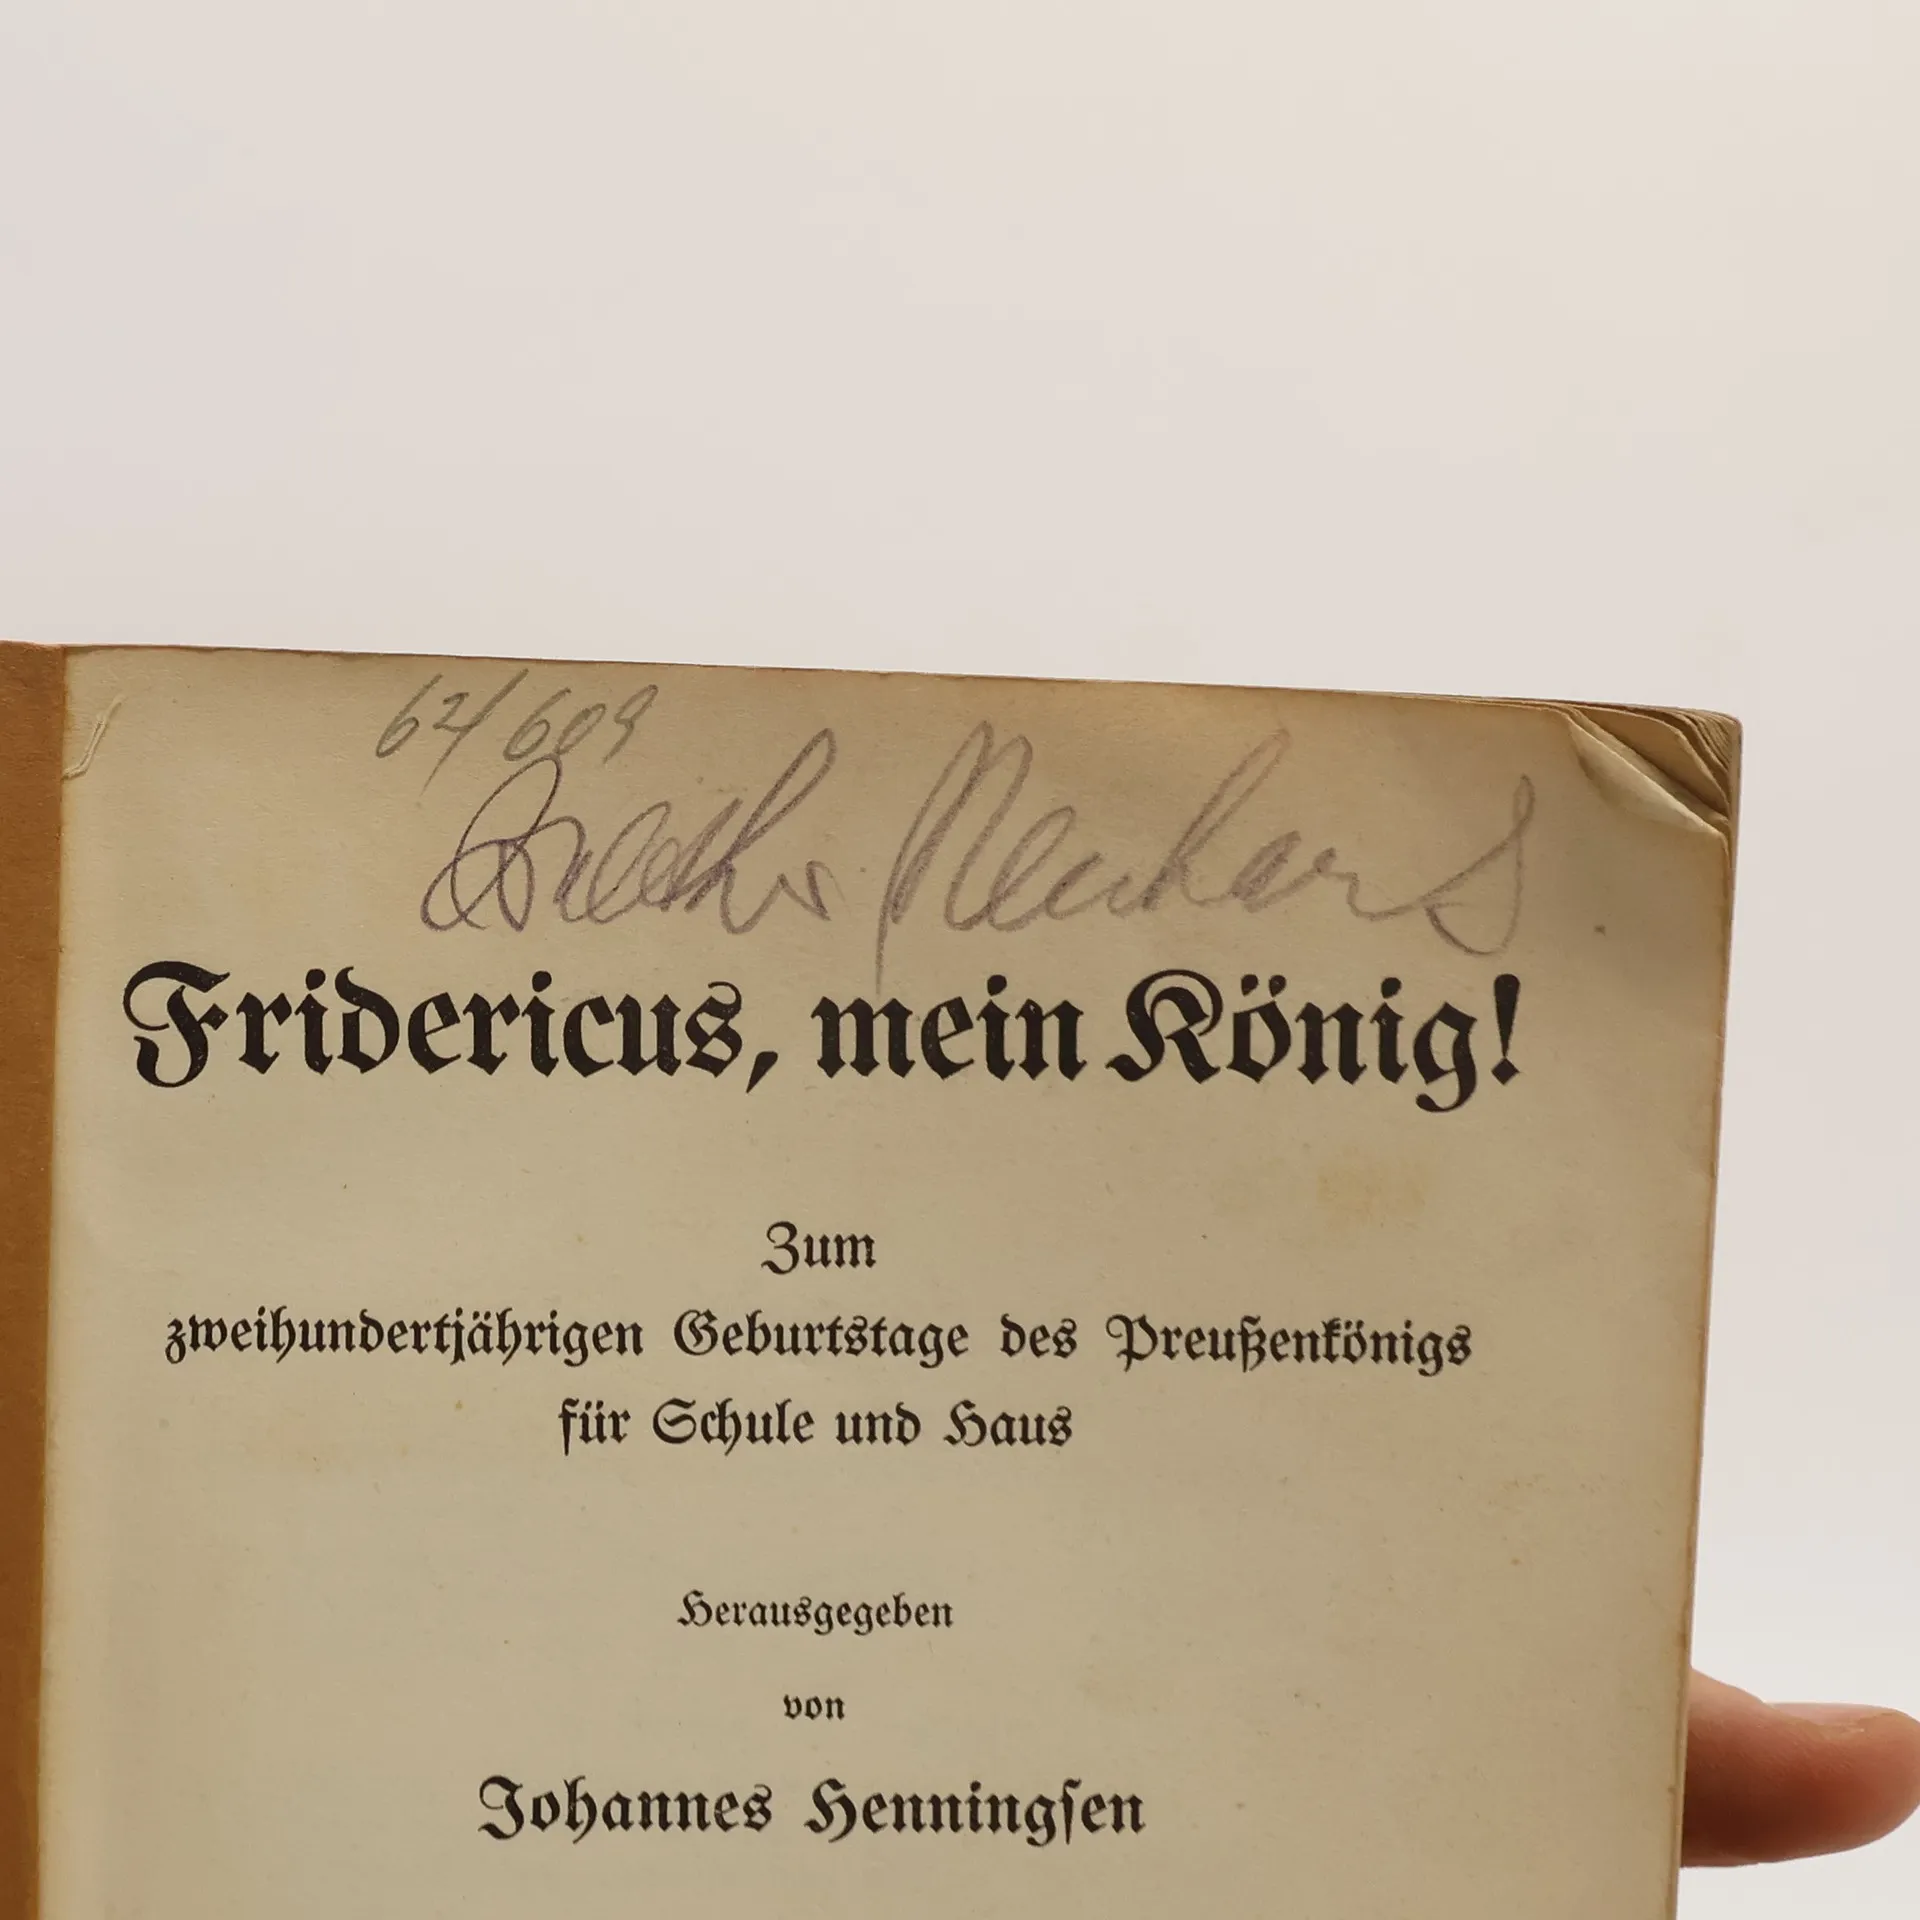 62/609
Fridericus, mein König!
Zum
zweihundertjährigen Geburtstage des Preußenkönigs
für Schule und Haus
Herausgegeben
von
Johannes Henningsen